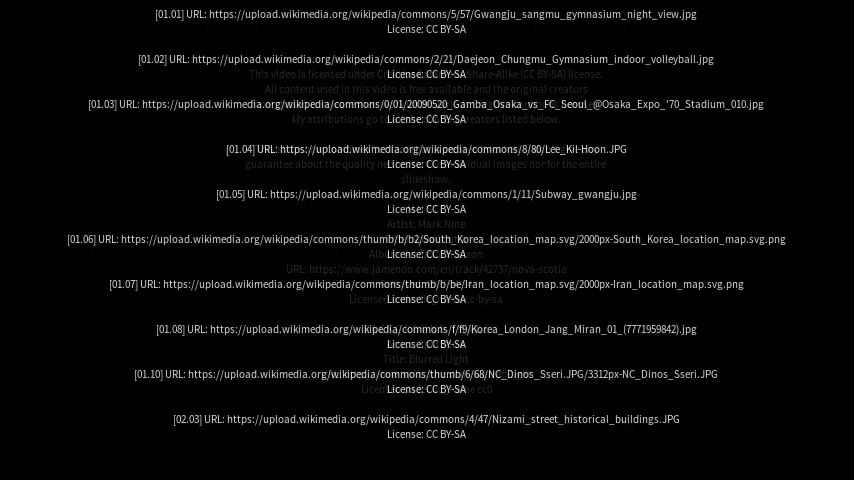 [01.01] URL: https://upload.wikimedia.org/wikipedia/commons/5/57/Gwangju_sangmu_gymnasium_night_view.jpg
License: CC BY-SA
[01.02] URL: https://upload.wikimedia.org/wikipedia/commons/2/21/Daejeon_Chungmu_Gymnasium_indoor_volleyball.jpg
This video is licensed under Share-Alike (CC BY-SA) license.
License: CC BY-SA
All content used in this video is free available and the original creators
[01.03] URL: https://upload.wikimedia.org/wikipedia/commons/0/01/20090520_Gamba_Osaka_vs_FC_Seoul_@Osaka_Expo_'70_Stadium_010.jpg
My attributions go listed below.
License: CC BY-SA
[01.04] URL: https://upload.wikimedia.org/wikipedia/commons/8/80/Lee_Kil-Hoon.JPG
guarantee about the quality images nor for the entire
License: CC BY-SA
slideshow.
[01.05] URL: https://upload.wikimedia.org/wikipedia/commons/1/11/Subway_gwangju.jpg
License: CC BY-SA
Artist: Mark Nine
[01.06] URL: https://upload.wikimedia.org/wikipedia/commons/thumb/b/b2/South_Korea_location_map.svg/2000px-South_Korea_location_map.svg.png
License: CC BY-SA
URL: https://www.jamendo.com/en/track/42737/nova-scotia
[01.07] URL: https://upload.wikimedia.org/wikipedia/commons/thumb/b/be/Iran_location_map.svg/2000px-Iran_location_map.svg.png
License: CC BY-SA
[01.08] URL: https://upload.wikimedia.org/wikipedia/commons/f/f9/Korea_London_Jang_Miran_01_(7771959842).jpg
License: CC BY-SA
Title: Blurred Light
[01.10] URL: https://upload.wikimedia.org/wikipedia/commons/thumb/6/68/NC_Dinos_Sseri.JPG/3312px-NC_Dinos_Sseri.JPG
License: CC BY-SA
[02.03] URL: https://upload.wikimedia.org/wikipedia/commons/4/47/Nizami_street_historical_buildings.JPG
License: CC BY-SA